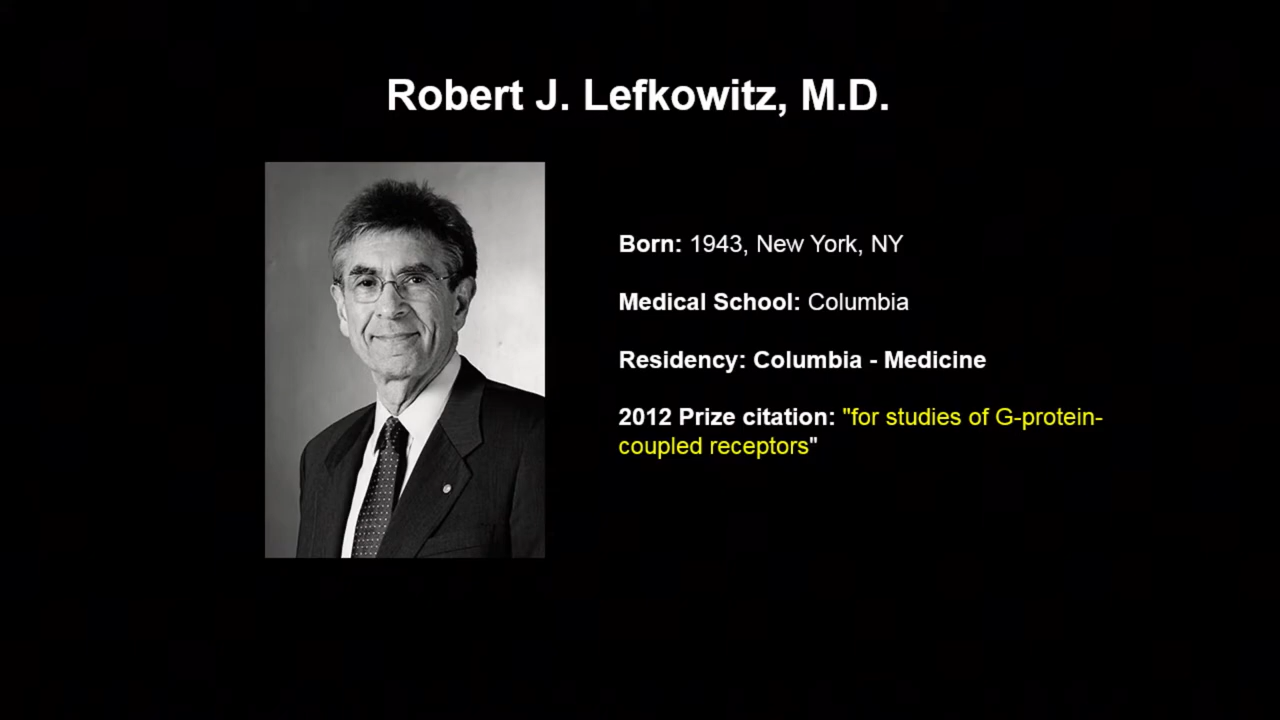 Robert J. Lefkowitz, M.D.
Born: 1943, New York, NY
Medical School: Columbia
Residency: Columbia - Medicine
2012 Prize citation: "for studies of G-protein-
coupled receptors"